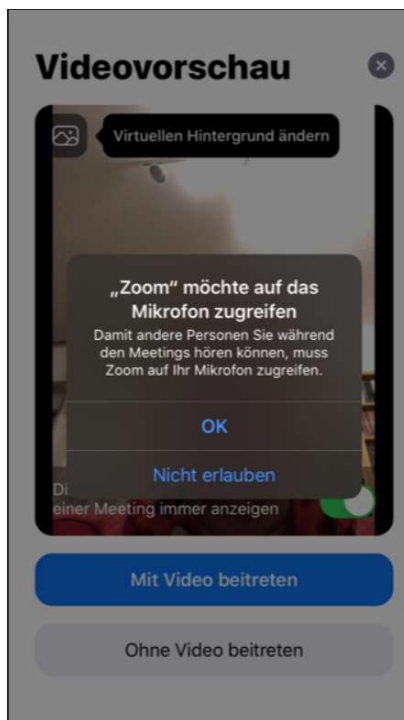 Videovorschau
Virtuellen Hintergrund ändern
„Zoom“ möchte auf das
Mikrofon zugreifen
Damit andere Personen Sie während
den Meetings hören können, muss
Zoom auf Ihr Mikrofon zugreifen.
OK
Nicht erlauben
einer Meeting immer anzeigen
Mit Video beitreten
Ohne Video beitreten